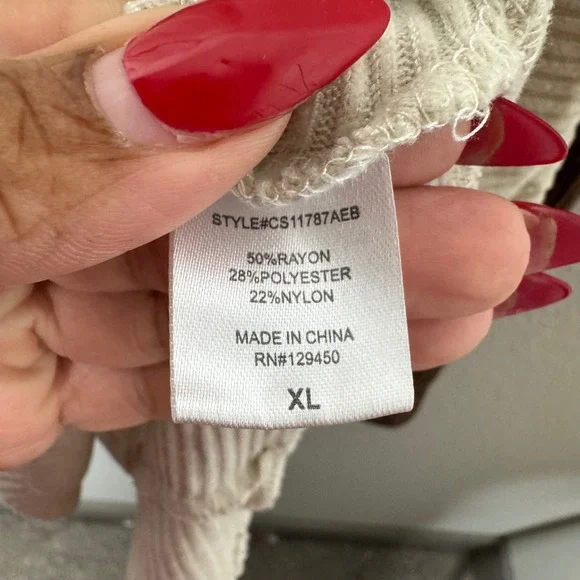 STYLE#CS11787AEB
50%RAYON
28%POLYESTER
22%NYLON
MADE IN CHINA
RN#129450
XL